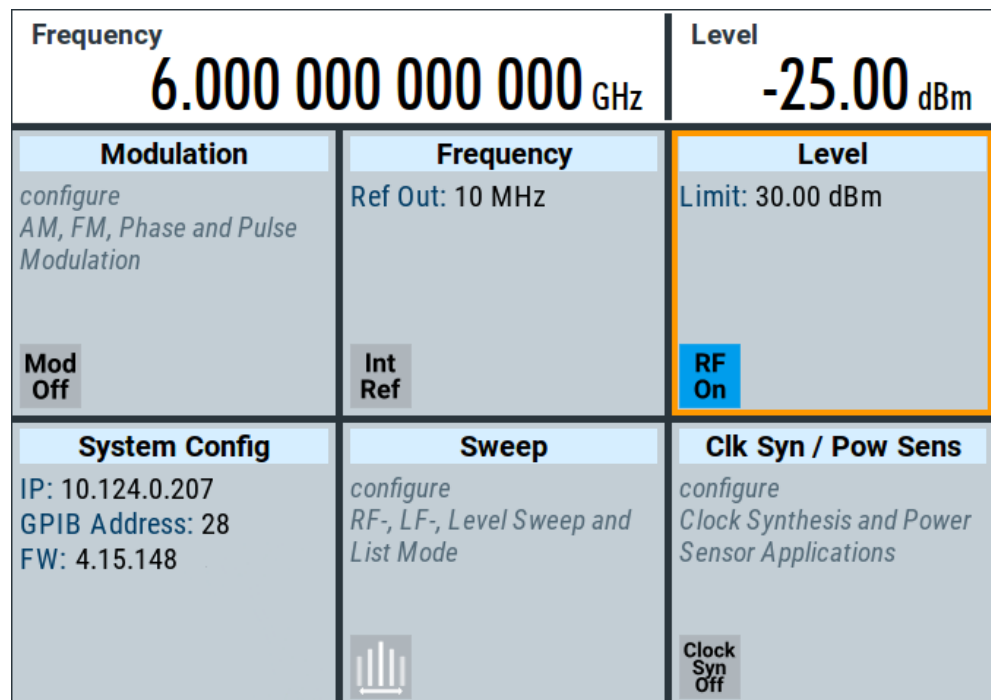 Frequency
6.000 000 000 000 GHz
Level
-25.00 dBm
Modulation
configure
AM, FM, Phase and Pulse
Modulation
Mod
Off
Frequency
Ref Out: 10 MHz
Int
Ref
Level
Limit: 30.00 dBm
RF
On
System Config
IP: 10.124.0.207
GPIB Address: 28
FW: 4.15.148
Sweep
configure
RF-, LF-, Level Sweep and
List Mode
Clk Syn / Pow Sens
configure
Clock Synthesis and Power
Sensor Applications
Clock
Syn
Off